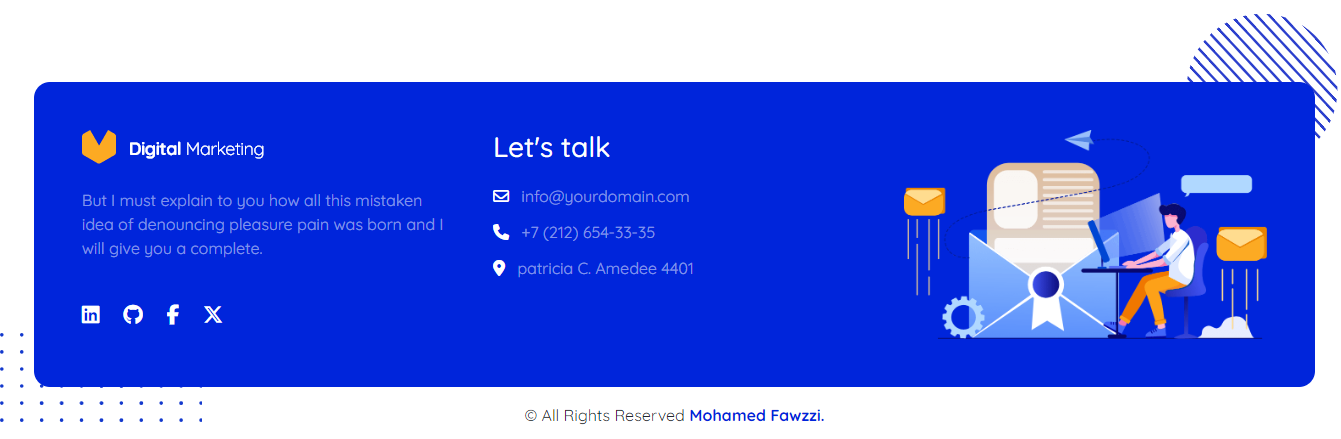 Digital Marketing
But I must explain to you how all this mistaken
idea of denouncing pleasure pain was born and I
will give you a complete.
Let's talk
info@yourdomain.com
+7 (212) 654-33-35
patricia C. Amedee 4401
© All Rights Reserved Mohamed Fawzzi.